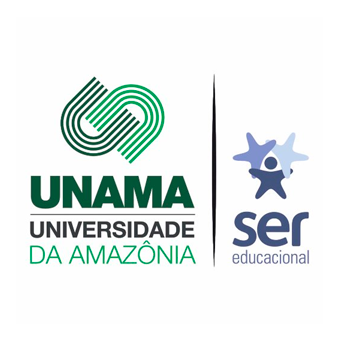 UNAMA
UNIVERSIDADE
DA AMAZÔNIA
ser
educacional